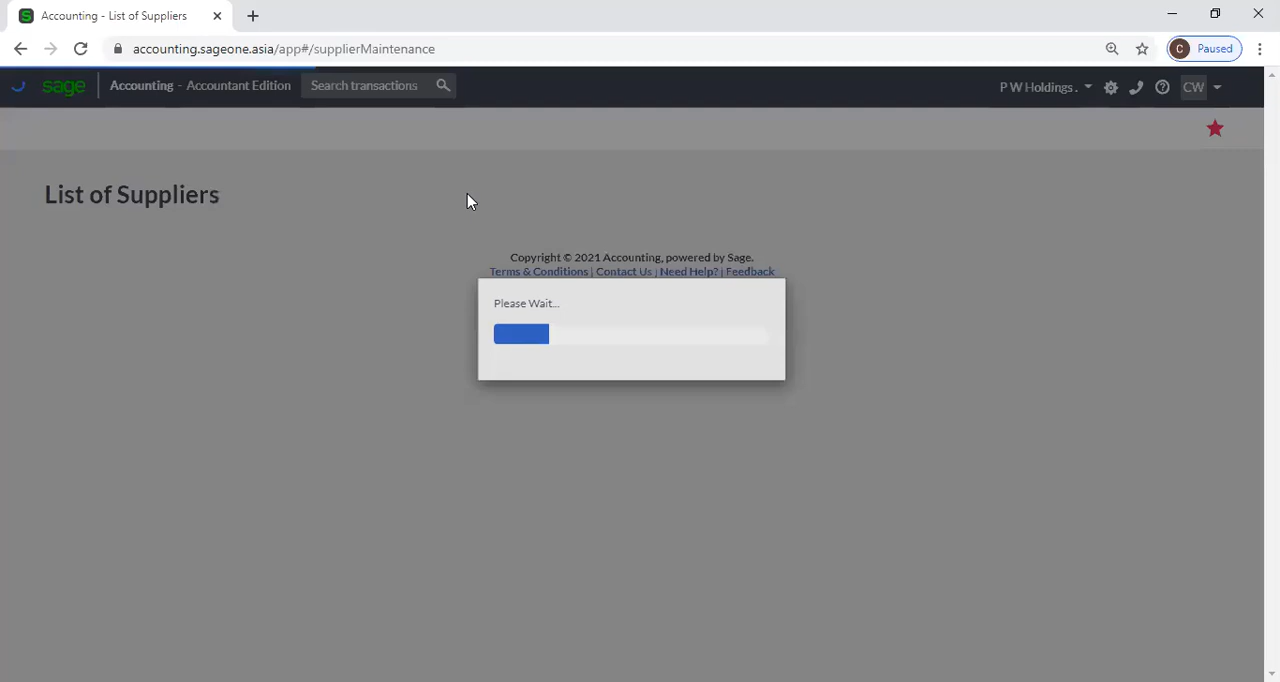 Accounting - List of Suppliers
accounting.sageone.asia/app#/supplierMaintenance
C Paused
sage Accounting - Accountant Edition Search transactions P W Holdings . CW
List of Suppliers
Copyright © 2021 Accounting, powered by Sage.
Terms & Conditions | Contact Us | Need Help? | Feedback
Please Wait...